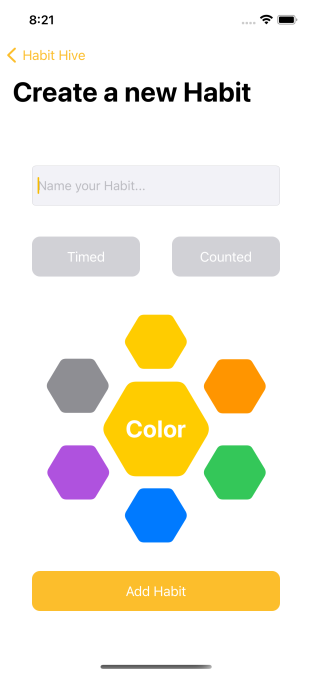 8:21
Habit Hive
Create a new Habit
Name your Habit...
Timed
Counted
Color
Add Habit